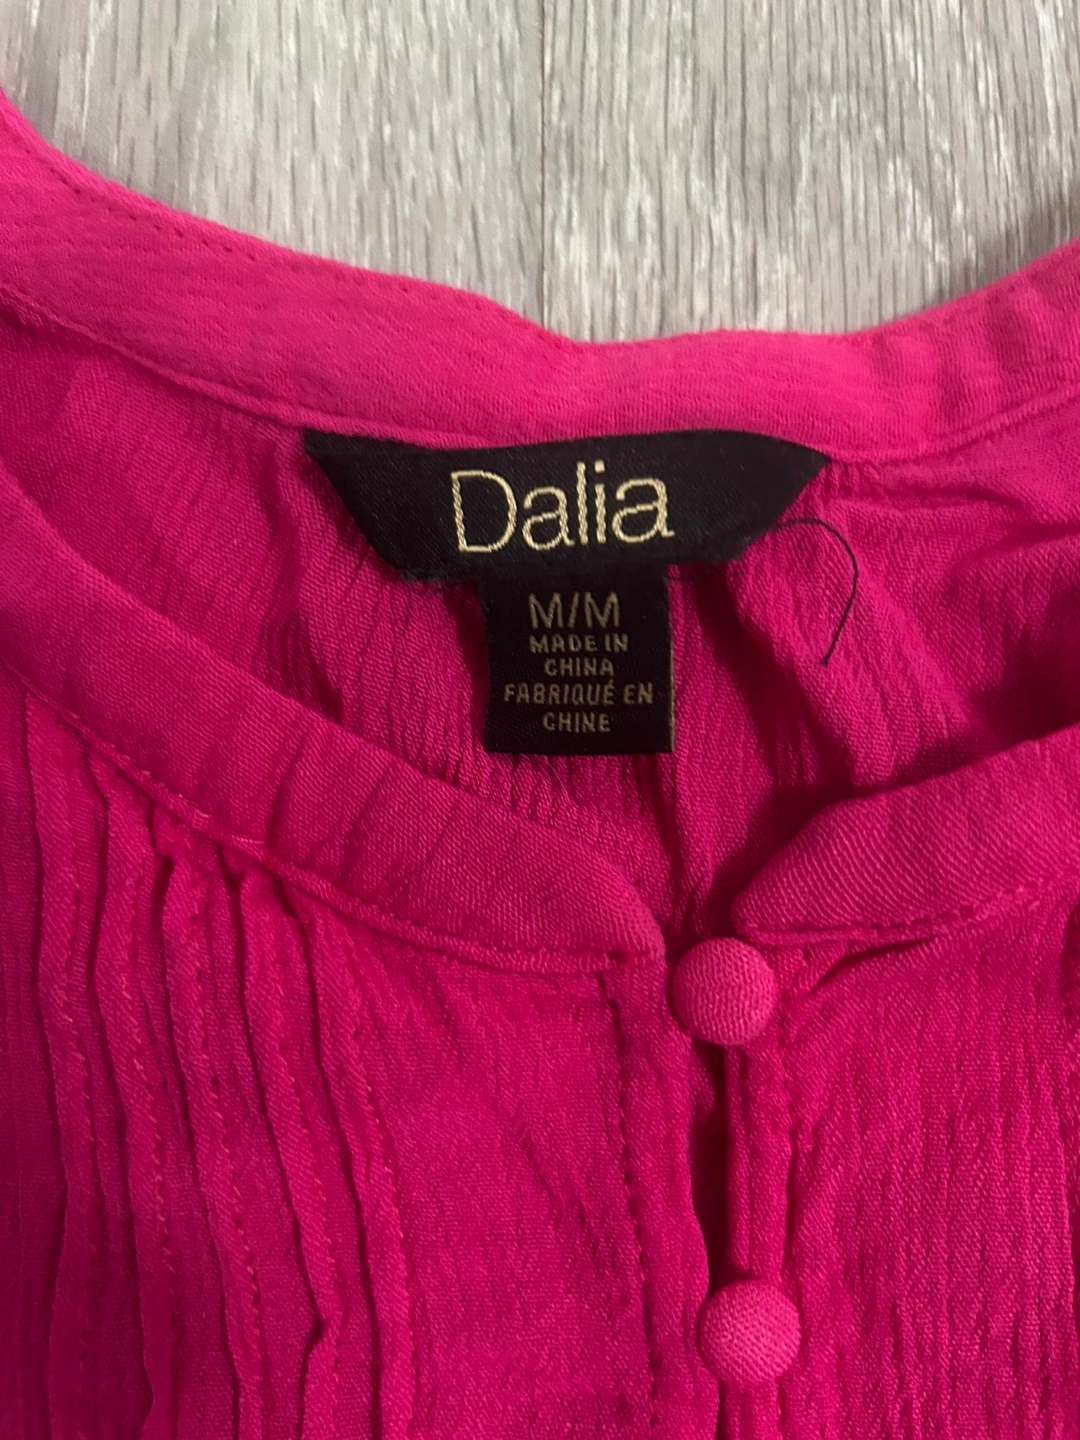 Dalia
M/M
MADE IN
CHINA
FABRIQUÉ EN
CHINE